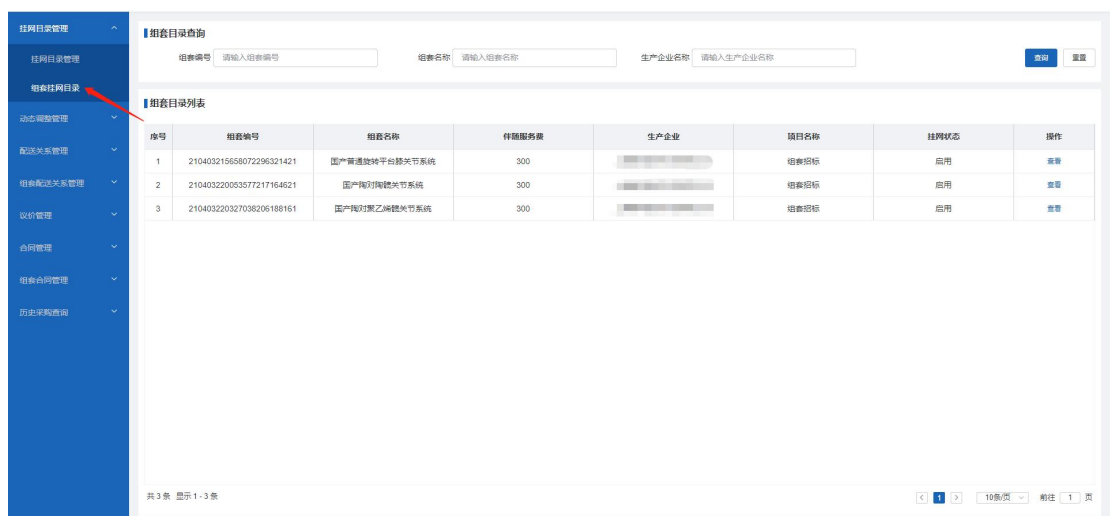 挂网目录管理
挂网目录管理
组套挂网目录
动态调整管理
配送关系管理
组套配送关系管理
议价管理
合同管理
组套合同管理
历史采购查询
组套目录查询
组套编号 请输入组套编号 组套名称 请输入组套名称 生产企业名称 请输入生产企业名称 查询 重置
组套目录列表
序号 组套编号 组套名称 伴随服务费 生产企业 项目名称 挂网状态 操作
1 210403215658072296321421 国产普通旋转平台膝关节系统 300 组套招标 启用 查看
2 210403220053577217164621 国产陶对陶髋关节系统 300 组套招标 启用 查看
3 210403220327038206188161 国产陶对聚乙烯髋关节系统 300 组套招标 启用 查看
共 3 条 显示 1 - 3 条 < 1 > 10条/页 前往 1 页